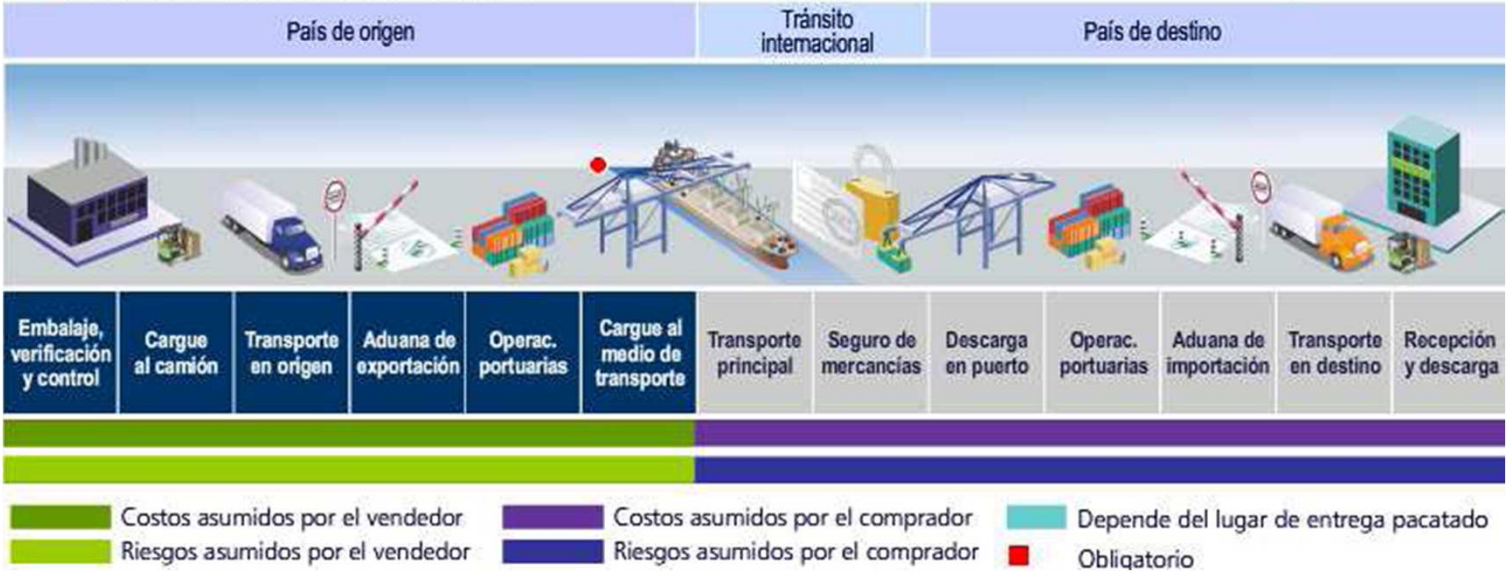 País de origen
Tránsito
internacional
País de destino
Embalaje,
verificación
y control
Cargue
al camión
Transporte
en origen
Aduana de
exportación
Operac.
portuarias
Cargue al
medio de
transporte
Transporte
principal
Seguro de
mercancías
Descarga
en puerto
Operac.
portuarias
Aduana de
importación
Transporte
en destino
Recepción
y descarga
Costos asumidos por el vendedor
Costos asumidos por el comprador
Depende del lugar de entrega pacatado
Riesgos asumidos por el vendedor
Riesgos asumidos por el comprador
Obligatorio